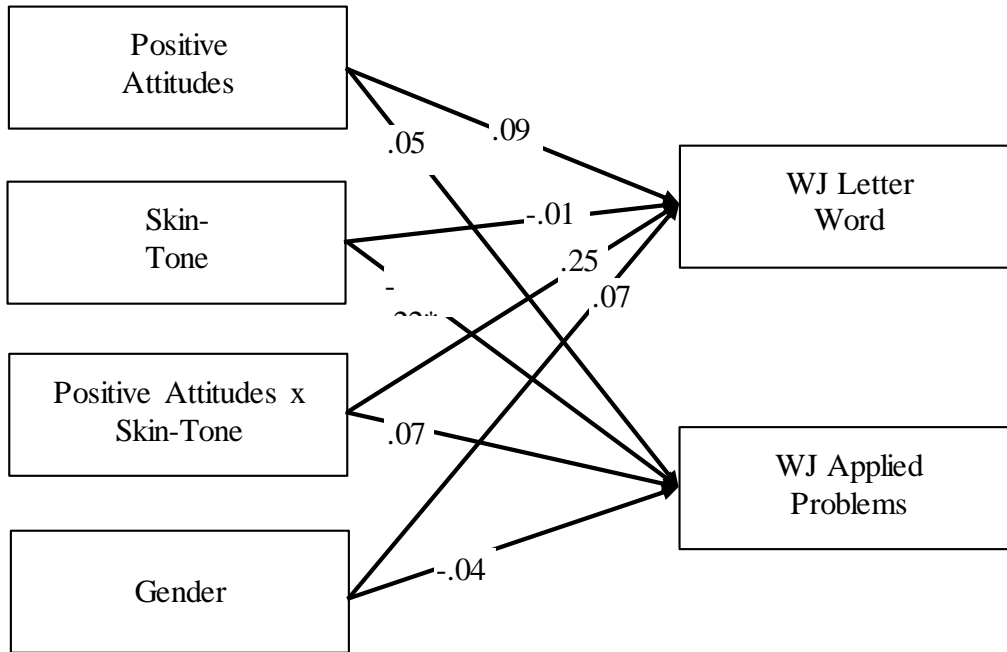 Positive
Attitudes
.09
.05
WJ Letter
Word
Skin-
Tone
-.01
.25
-
.07
Positive Attitudes x
Skin-Tone
.07
WJ Applied
Problems
Gender
-.04